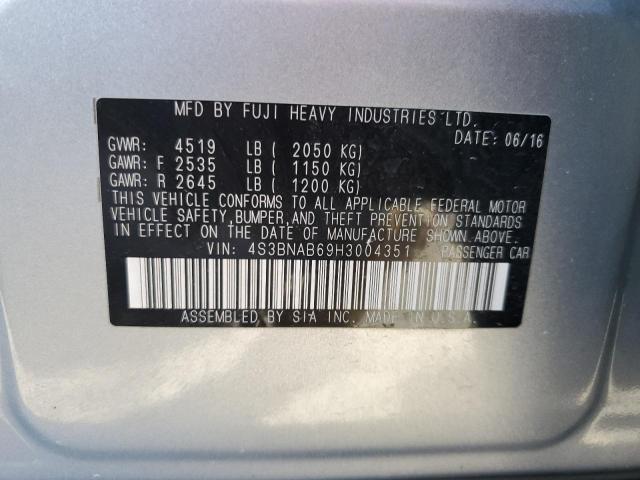 MFD BY FUJI HEAVY INDUSTRIES LTD.
DATE: 06/16
GVWR: 4519 LB ( 2050 KG)
GAWR: F 2535 LB ( 1150 KG)
GAWR: R 2645 LB ( 1200 KG)
THIS VEHICLE CONFORMS TO ALL APPLICABLE FEDERAL MOTOR
VEHICLE SAFETY,BUMPER,AND THEFT PREVENTION STANDARDS
IN EFFECT ON THE DATE OF MANUFACTURE SHOWN ABOVE.
VIN: 4S3BNAB69H3004351 PASSENGER CAR
ASSEMBLED BY SIA INC. MADE IN U.S.A.